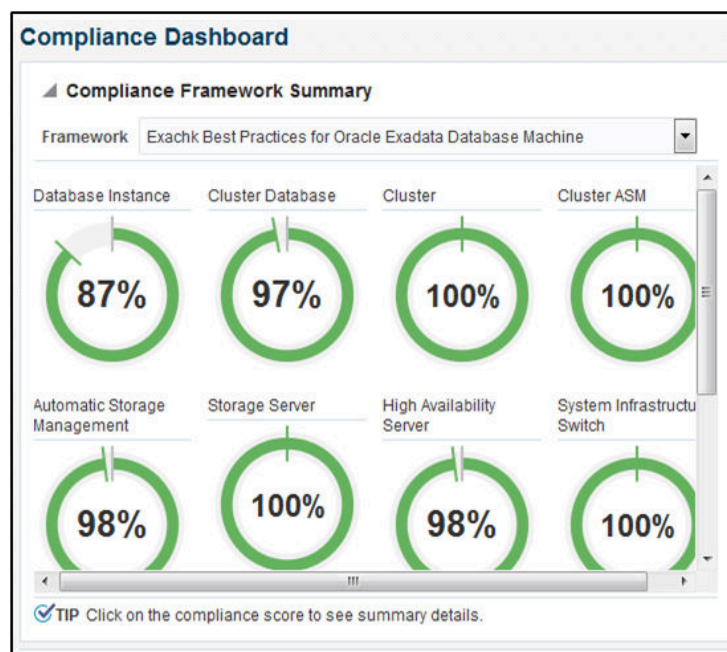 Compliance Dashboard
Compliance Framework Summary
Framework Exachk Best Practices for Oracle Exadata Database Machine
Database Instance Cluster Database Cluster Cluster ASM
87% 97% 100% 100%
Automatic Storage
Management
Storage Server
High Availability
Server
System Infrastructu
Switch
98% 100% 98% 100%
TIP Click on the compliance score to see summary details.